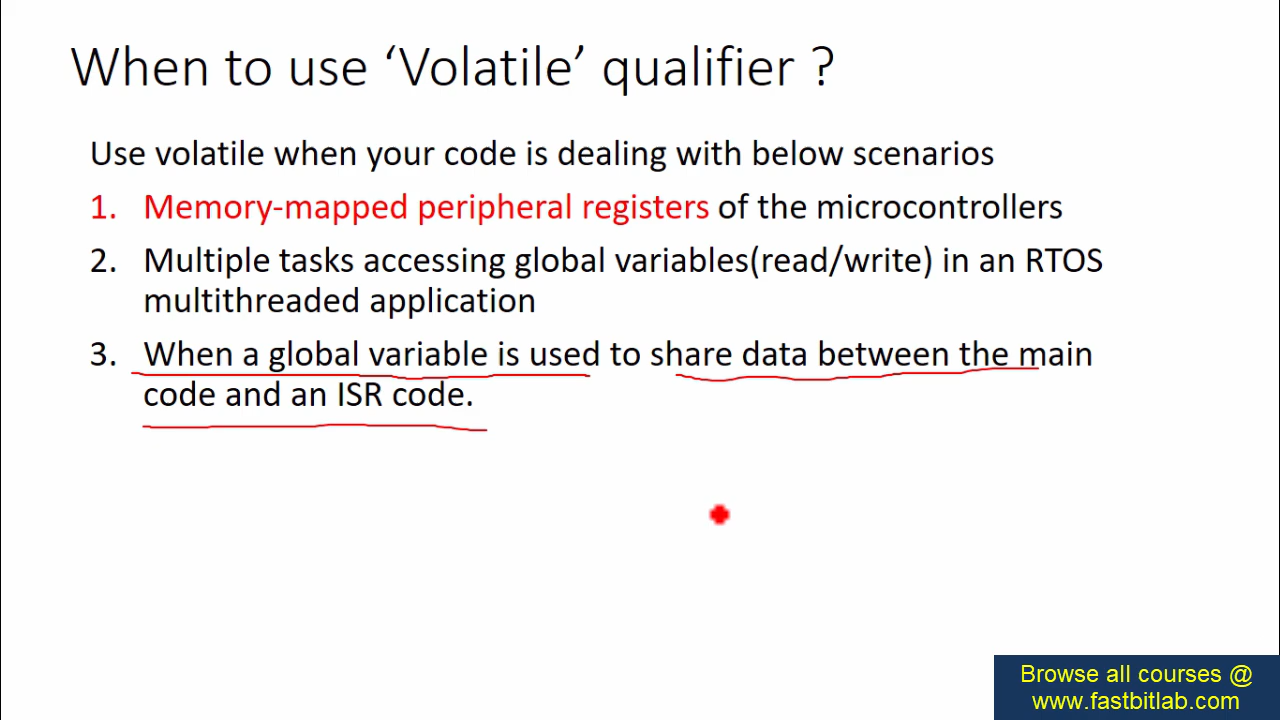 When to use ‘Volatile’ qualifier ?
Use volatile when your code is dealing with below scenarios
1. Memory-mapped peripheral registers of the microcontrollers
2. Multiple tasks accessing global variables(read/write) in an RTOS
multithreaded application
3. When a global variable is used to share data between the main
code and an ISR code.
Browse all courses @
www.fastbitlab.com